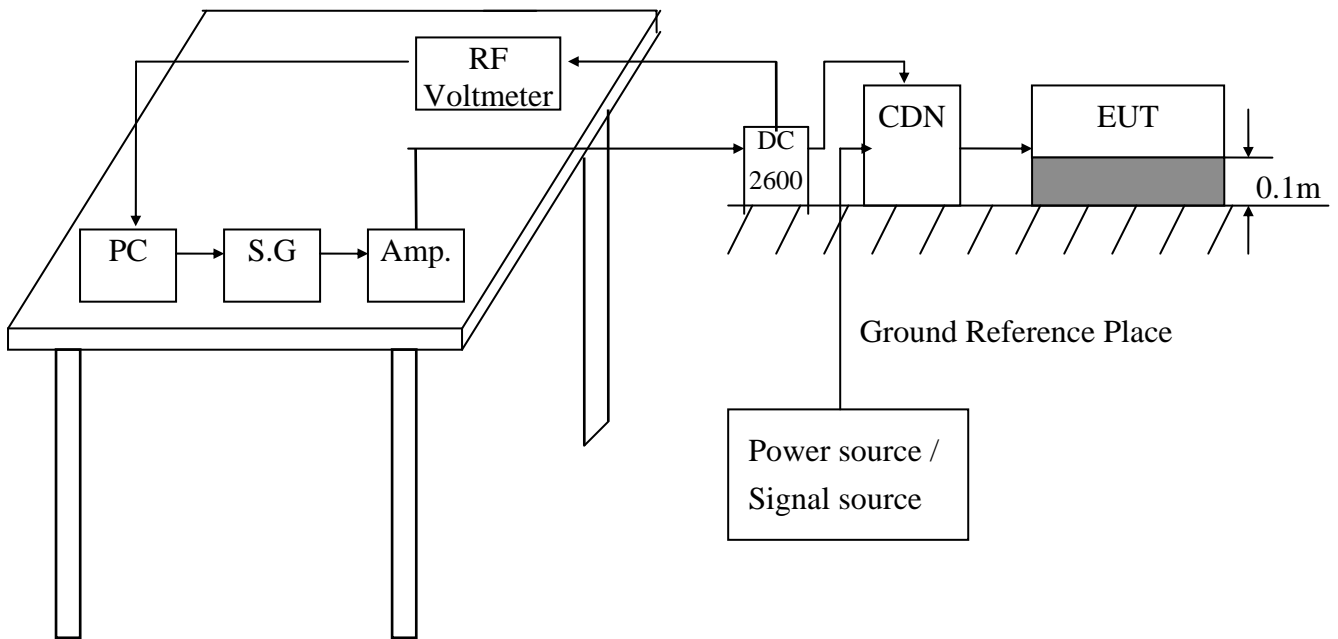 RF
Voltmeter
CDN
EUT
DC
2600
0.1m
PC
S.G
Amp.
Ground Reference Place
Power source /
Signal source